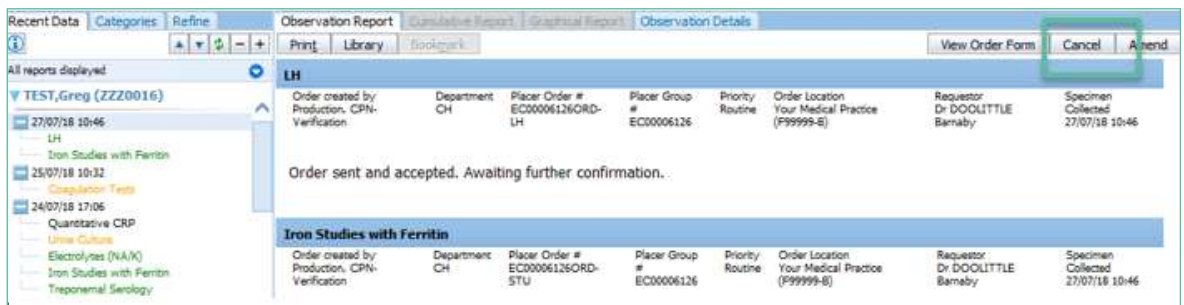 Recent Data Categories Refine
Observation Report Cumulative Report Graphical Report Observation Details
Print Library Bookmark View Order Form Cancel Amend
All reports displayed
TEST,Greg (ZZZ0016)
27/07/18 10:46
LH
Iron Studies with Ferritin
25/07/18 10:32
Coagulation Tests
24/07/18 17:06
Quantitative CRP
Urine Culture
Electrolytes (NA/K)
Iron Studies with Ferritin
Treponemal Serology
LH
Order created by Department Placer Order # Placer Group Priority Order Location Requestor Specimen
Production, CPN- CH EC00006126ORD- # Routine Your Medical Practice Dr DOOLITTLE Collected
Verification LH EC00006126 (F99999-B) Barnaby 27/07/18 10:46
Order sent and accepted. Awaiting further confirmation.
Iron Studies with Ferritin
Order created by Department Placer Order # Placer Group Priority Order Location Requestor Specimen
Production, CPN- CH EC00006126ORD- # Routine Your Medical Practice Dr DOOLITTLE Collected
Verification STU EC00006126 (F99999-B) Barnaby 27/07/18 10:46